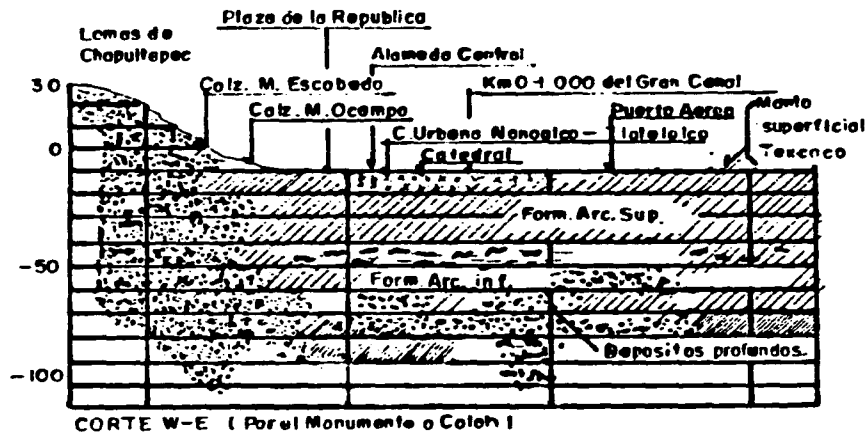 Plaza de la Republica
Lomas de
Chapultepec
Alameda Central
Calz. M. Escobedo
Km 0+000 del Gran Canal
Calz. M. Ocampo
Puerto Aereo
Manto
superficial
Texcoco
C. Urbano Nonoalco-
Tlatelolco
Catedral
30
0
-50
-100
Form. Arc. Sup.
Form. Arc. inf.
Depositos profundos.
CORTE W-E (Por el Monumento a Colón)